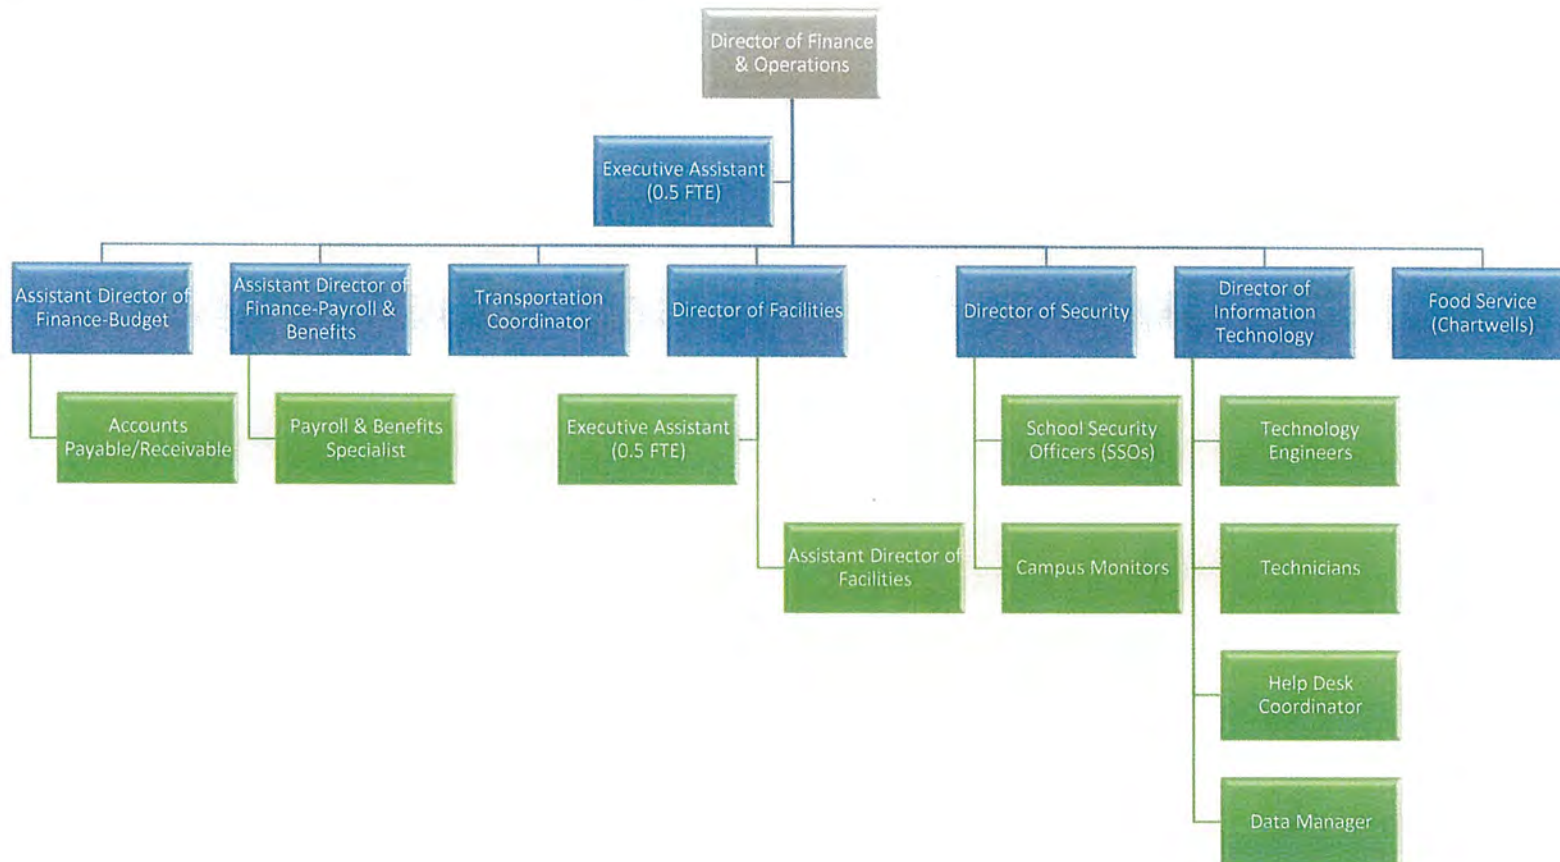 Director of Finance
& Operations
Executive Assistant
(0.5 FTE)
Assistant Director of
Finance-Budget
Assistant Director of
Finance-Payroll &
Benefits
Transportation
Coordinator
Director of Facilities
Director of Security
Director of
Information
Technology
Food Service
(Chartwells)
Accounts
Payable/Receivable
Payroll & Benefits
Specialist
Executive Assistant
(0.5 FTE)
School Security
Officers (SSOs)
Technology
Engineers
Assistant Director of
Facilities
Campus Monitors
Technicians
Help Desk
Coordinator
Data Manager